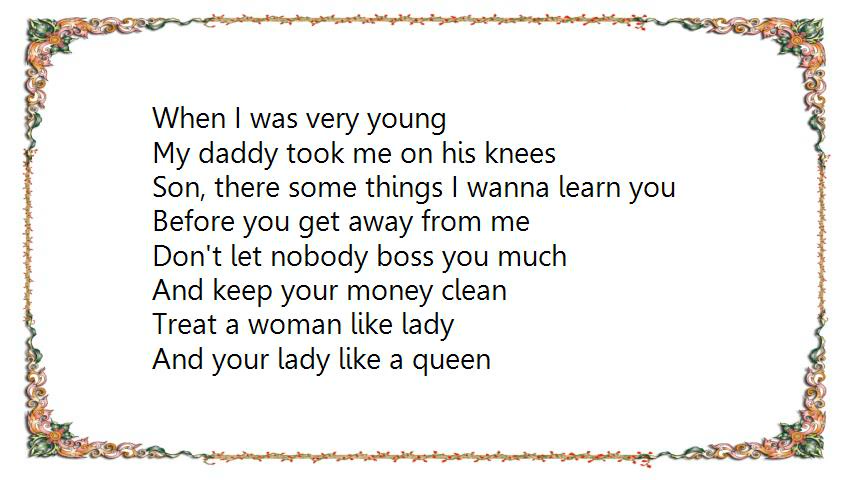 When I was very young
My daddy took me on his knees
Son, there some things I wanna learn you
Before you get away from me
Don't let nobody boss you much
And keep your money clean
Treat a woman like lady
And your lady like a queen